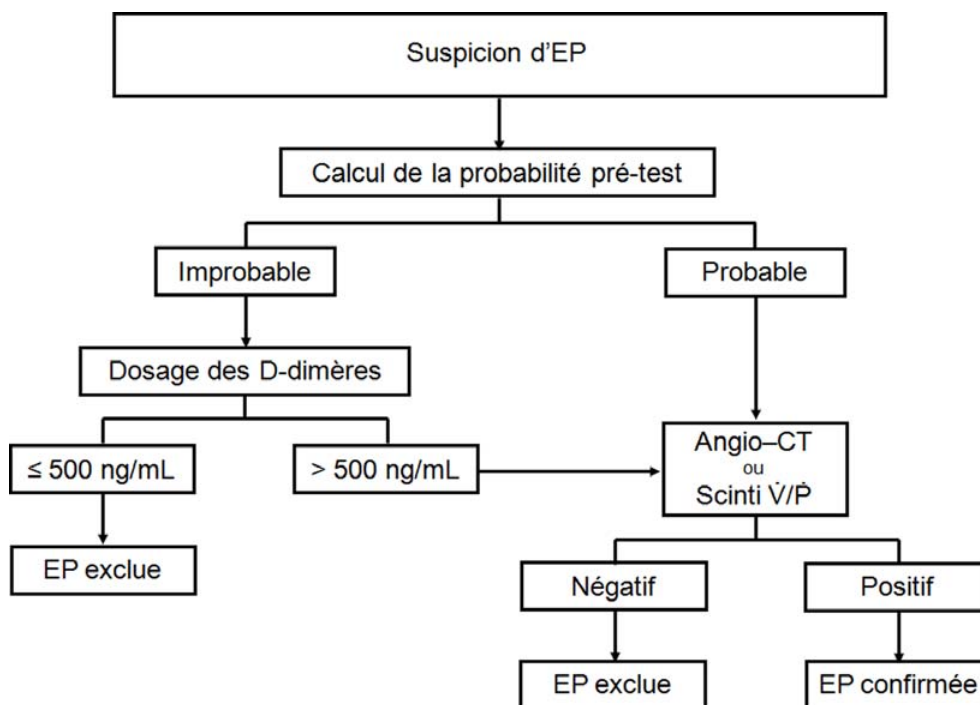 Suspicion d’EP
Calcul de la probabilité pré-test
Improbable
Probable
Dosage des D-dimères
≤ 500 ng/mL
> 500 ng/mL
Angio–CT
ou
Scinti V̇/Ṗ
EP exclue
Négatif
Positif
EP exclue
EP confirmée